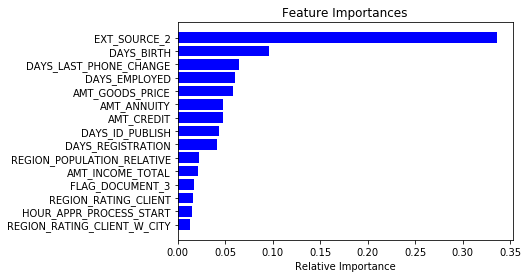 Feature Importances
EXT_SOURCE_2
DAYS_BIRTH
DAYS_LAST_PHONE_CHANGE
DAYS_EMPLOYED
AMT_GOODS_PRICE
AMT_ANNUITY
AMT_CREDIT
DAYS_ID_PUBLISH
DAYS_REGISTRATION
REGION_POPULATION_RELATIVE
AMT_INCOME_TOTAL
FLAG_DOCUMENT_3
REGION_RATING_CLIENT
HOUR_APPR_PROCESS_START
REGION_RATING_CLIENT_W_CITY
0.00 0.05 0.10 0.15 0.20 0.25 0.30 0.35
Relative Importance